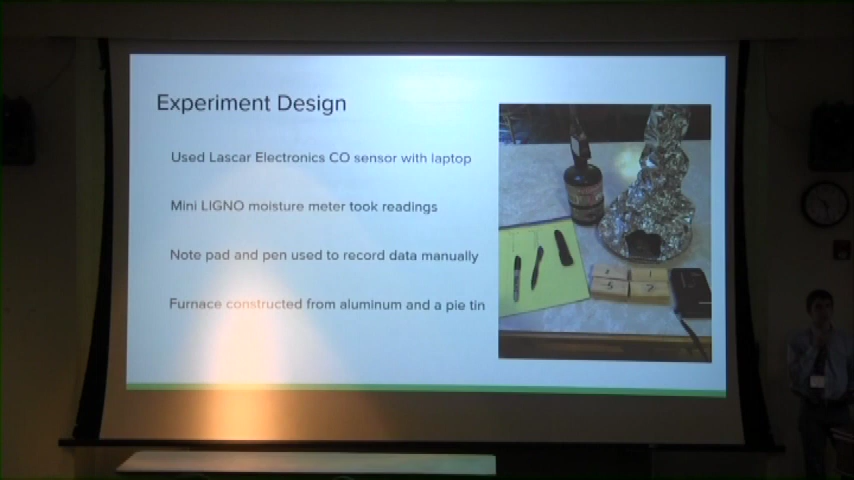 Experiment Design
Used Lascar Electronics CO sensor with laptop
Mini LIGNO moisture meter took readings
Note pad and pen used to record data manually
Furnace constructed from aluminum and a pie tin